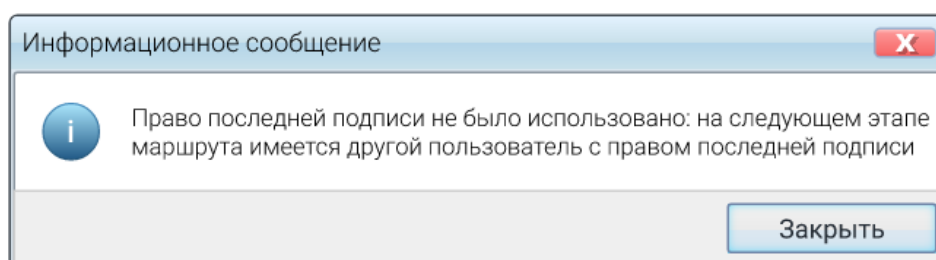 Информационное сообщение
X
i
Право последней подписи не было использовано: на следующем этапе
маршрута имеется другой пользователь с правом последней подписи
Закрыть